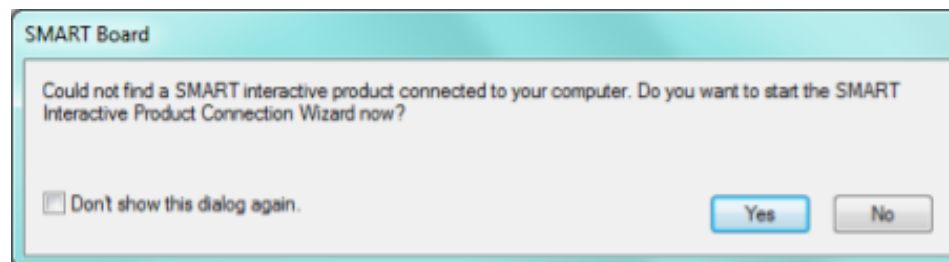 SMART Board
Could not find a SMART interactive product connected to your computer. Do you want to start the SMART
Interactive Product Connection Wizard now?
Don't show this dialog again.
Yes
No